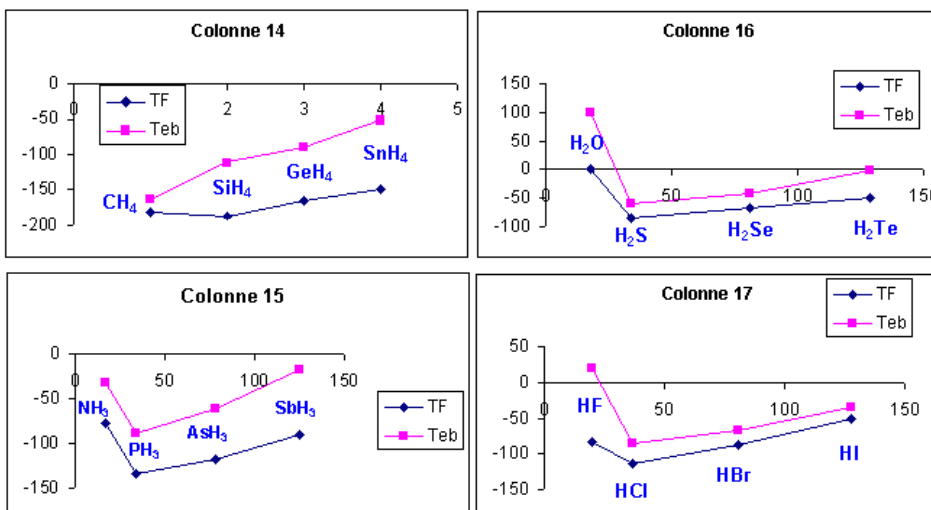 Colonne 14
0
0
2
3
4
5
-50
-100
-150
-200
TF
Teb
CH₄
SiH₄
GeH₄
SnH₄
Colonne 16
150
100
50
0
-50
-100
0
50
100
150
TF
Teb
H₂O
H₂S
H₂Se
H₂Te
Colonne 15
0
-50
-100
-150
0
50
100
150
TF
Teb
NH₃
PH₃
AsH₃
SbH₃
Colonne 17
50
0
-50
-100
-150
0
50
100
150
TF
Teb
HF
HCl
HBr
HI